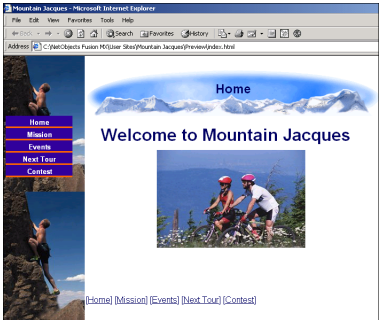 Mountain Jacques - Microsoft Internet Explorer
File Edit View Favorites Tools Help
Back Search Favorites History
Address C:\NetObjects Fusion MX\User Sites\Mountain Jacques\Preview\index.html
Home
Home
Mission
Events
Next Tour
Contest
Welcome to Mountain Jacques
[Home] [Mission] [Events] [Next Tour] [Contest]